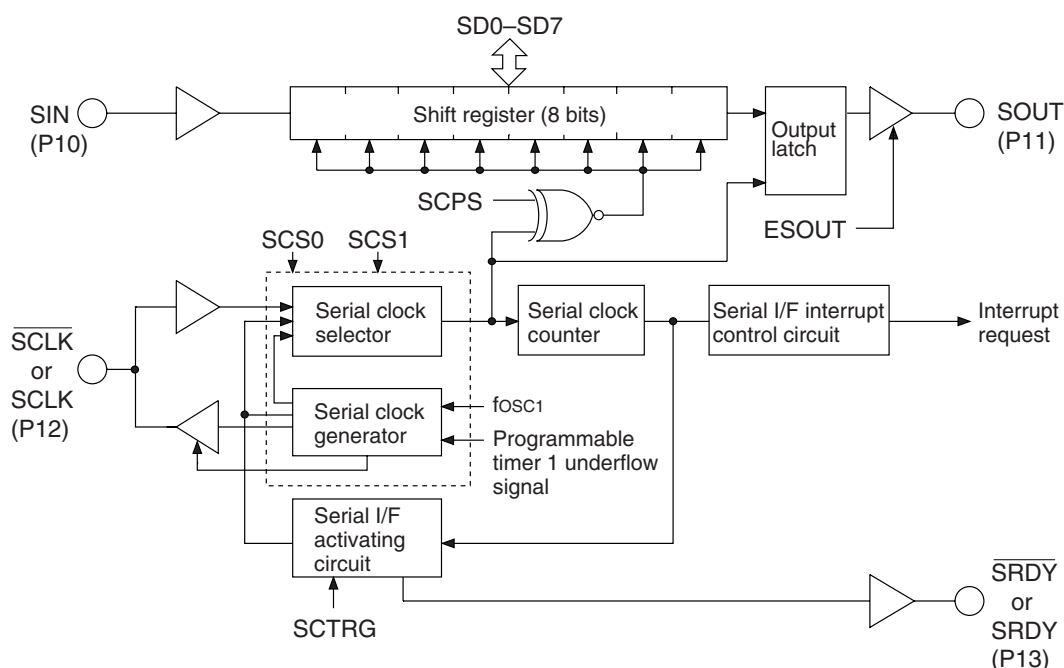 SD0–SD7
SIN
(P10)
Shift register (8 bits)
Output
latch
SOUT
(P11)
SCPS
ESOUT
SCS0
SCS1
SCLK
or
SCLK
(P12)
Serial clock
selector
Serial clock
counter
Serial I/F interrupt
control circuit
Interrupt
request
Serial clock
generator
fOSC1
Programmable
timer 1 underflow
signal
Serial I/F
activating
circuit
SCTRG
SRDY
or
SRDY
(P13)